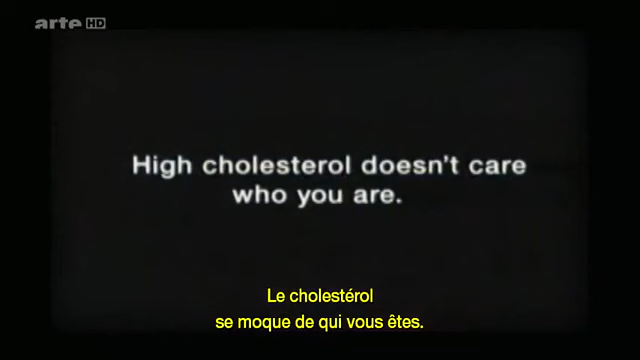 arte HD
High cholesterol doesn't care
who you are.
Le cholestérol
se moque de qui vous êtes.